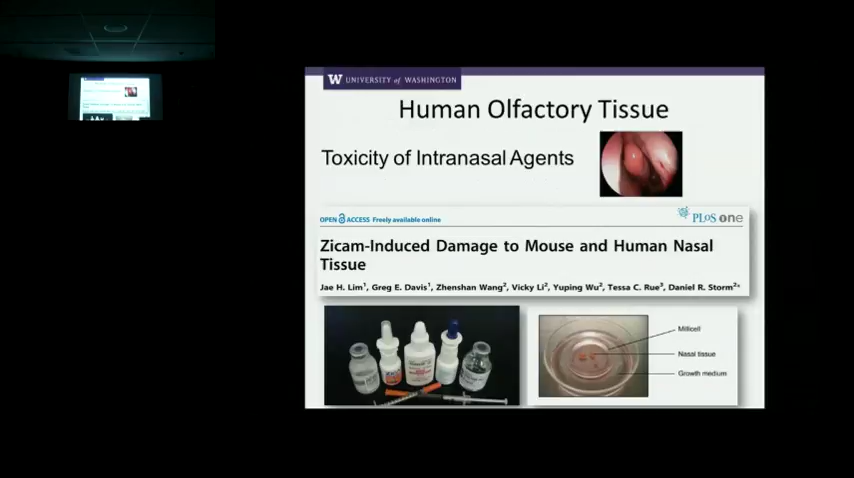 W UNIVERSITY of WASHINGTON
Human Olfactory Tissue
Toxicity of Intranasal Agents
OPEN ACCESS Freely available online
PLoS one
Zicam-Induced Damage to Mouse and Human Nasal
Tissue
Jae H. Lim1, Greg E. Davis1, Zhenshan Wang2, Vicky Li2, Yuping Wu2, Tessa C. Rue3, Daniel R. Storm2*
Millicell
Nasal tissue
Growth medium